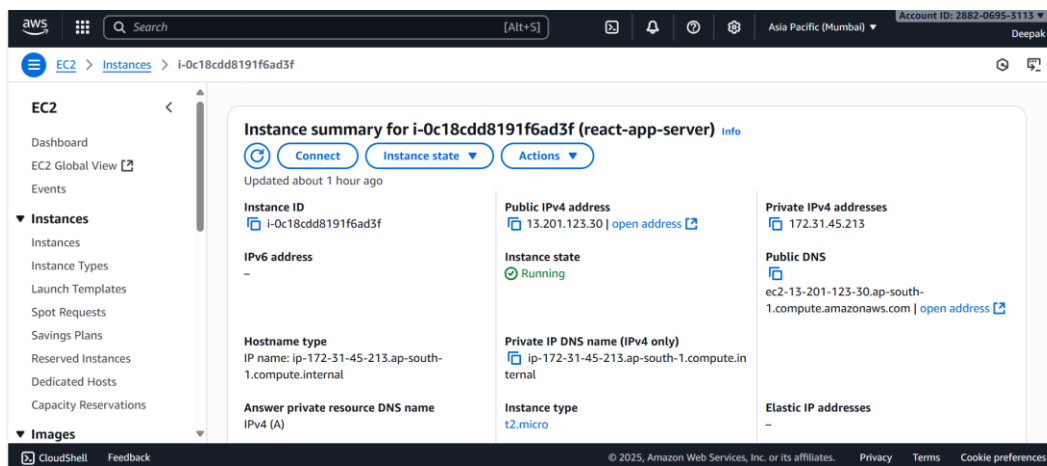 aws
Search [Alt+S]
Asia Pacific (Mumbai) ▼
Account ID: 2882-0695-3113 ▼
Deepak
EC2 > Instances > i-0c18cdd8191f6ad3f
EC2
Dashboard
EC2 Global View
Events
▼ Instances
Instances
Instance Types
Launch Templates
Spot Requests
Savings Plans
Reserved Instances
Dedicated Hosts
Capacity Reservations
▼ Images
Instance summary for i-0c18cdd8191f6ad3f (react-app-server) Info
Connect Instance state ▼ Actions ▼
Updated about 1 hour ago
Instance ID
i-0c18cdd8191f6ad3f
Public IPv4 address
13.201.123.30 | open address
Private IPv4 addresses
172.31.45.213
IPv6 address
–
Instance state
Running
Public DNS
ec2-13-201-123-30.ap-south-
1.compute.amazonaws.com | open address
Hostname type
IP name: ip-172-31-45-213.ap-south-
1.compute.internal
Private IP DNS name (IPv4 only)
ip-172-31-45-213.ap-south-1.compute.in
ternal
Answer private resource DNS name
IPv4 (A)
Instance type
t2.micro
Elastic IP addresses
–
CloudShell Feedback
© 2025, Amazon Web Services, Inc. or its affiliates. Privacy Terms Cookie preferences